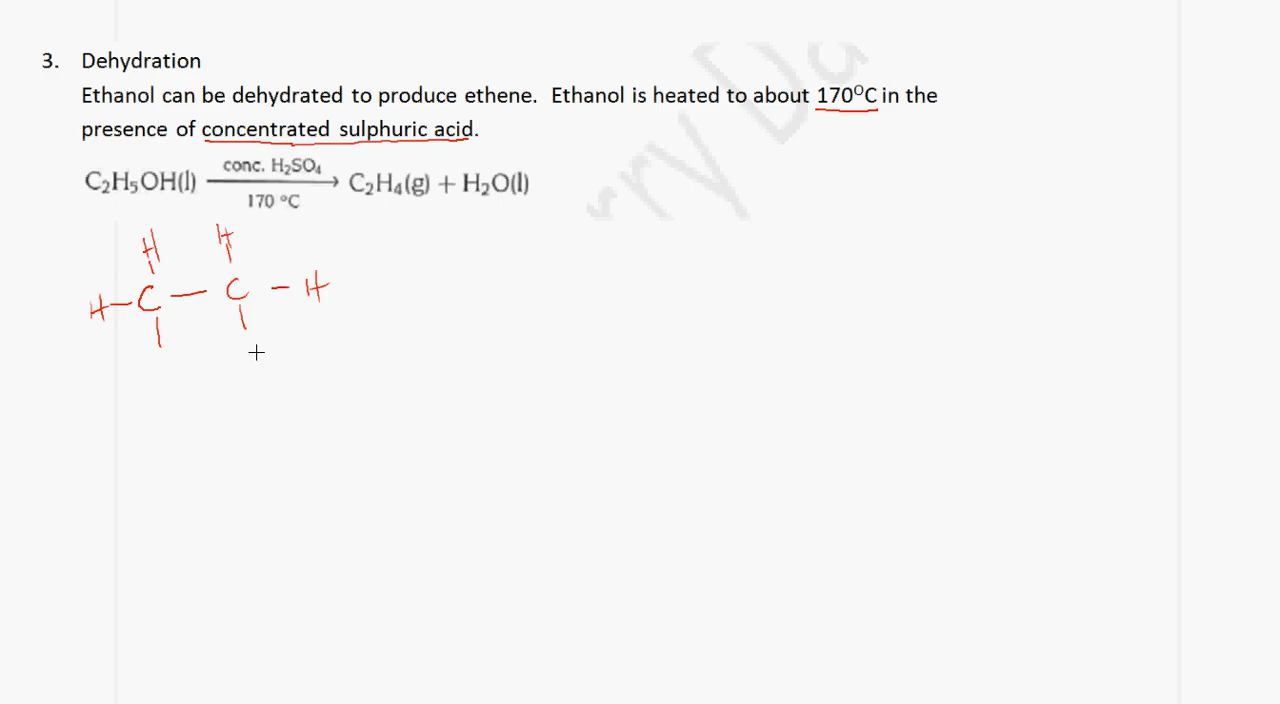 3. Dehydration
Ethanol can be dehydrated to produce ethene. Ethanol is heated to about 170⁰C in the
presence of concentrated sulphuric acid.
conc. H₂SO₄
C₂H₅OH(l) → C₂H₄(g) + H₂O(l)
170 °C
H H
H-C-C-H